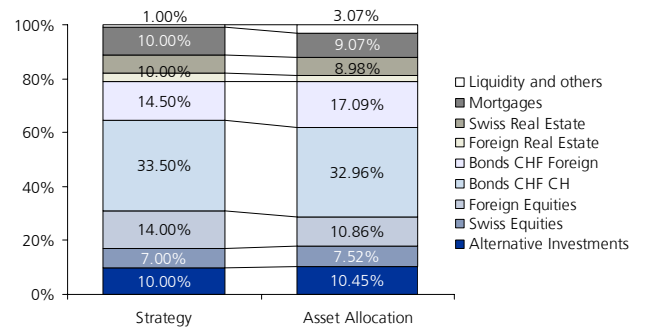 1.00%
3.07%
100%
10.00%
9.07%
80%
10.00%
8.98%
14.50%
17.09%
60%
33.50%
32.96%
40%
14.00%
10.86%
20%
7.00%
7.52%
10.00%
10.45%
0%
Strategy
Asset Allocation
Liquidity and others
Mortgages
Swiss Real Estate
Foreign Real Estate
Bonds CHF Foreign
Bonds CHF CH
Foreign Equities
Swiss Equities
Alternative Investments